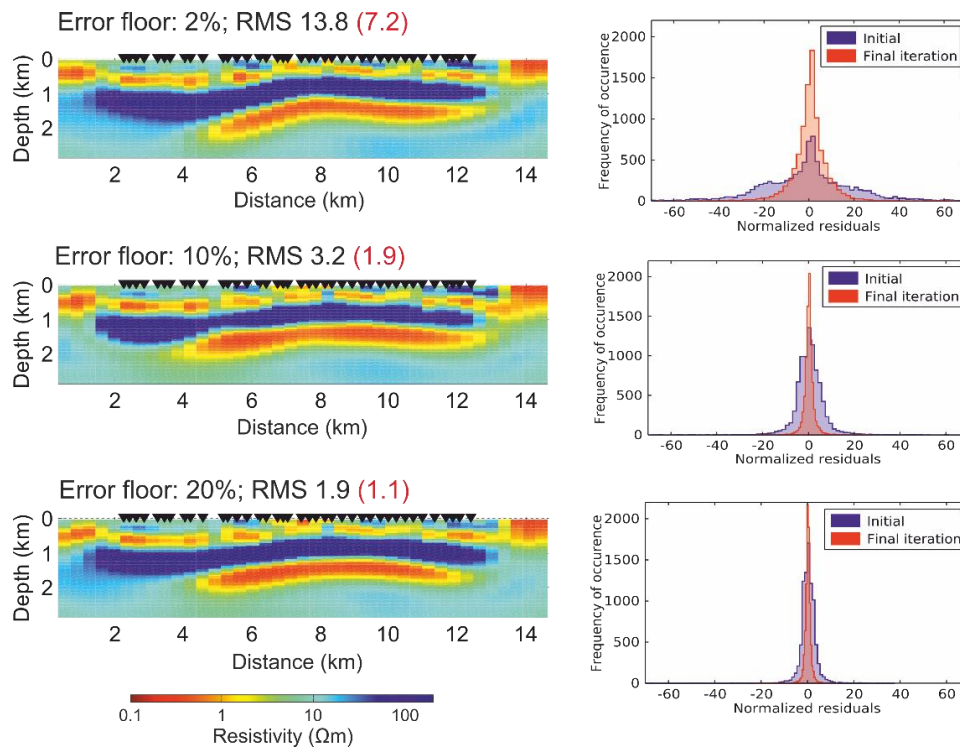 Error floor: 2%; RMS 13.8 (7.2)
Depth (km)
0
1
2
2 4 6 8 10 12 14
Distance (km)
Frequency of occurence
2000
1500
1000
500
0
-60 -40 -20 0 20 40 60
Normalized residuals
Initial
Final iteration
Error floor: 10%; RMS 3.2 (1.9)
Depth (km)
0
1
2
2 4 6 8 10 12 14
Distance (km)
Frequency of occurence
2000
1500
1000
500
0
-60 -40 -20 0 20 40 60
Normalized residuals
Initial
Final iteration
Error floor: 20%; RMS 1.9 (1.1)
Depth (km)
0
1
2
2 4 6 8 10 12 14
Distance (km)
Frequency of occurence
2000
1500
1000
500
0
-60 -40 -20 0 20 40 60
Normalized residuals
Initial
Final iteration
0.1 1 10 100
Resistivity (Ωm)